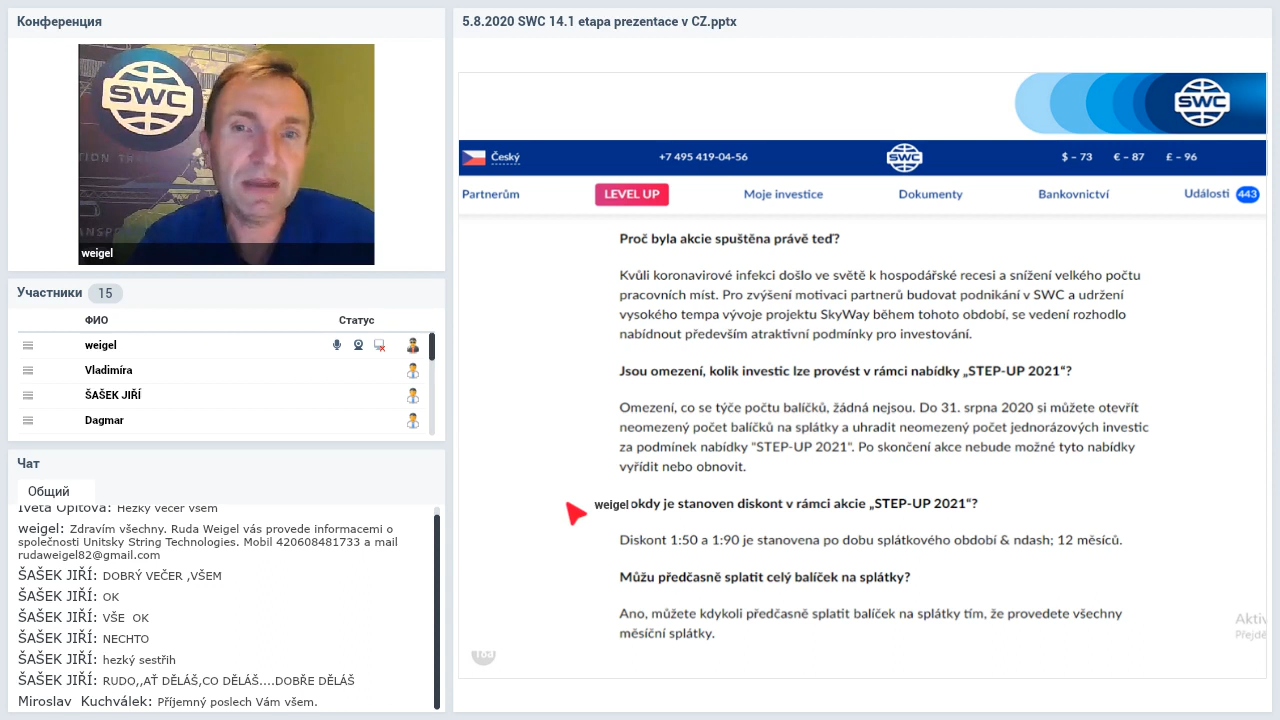 Конференция
SWC
TION TRA
ANSPO
weigel
Участники 15
ФИО Статус
weigel
Vladimíra
ŠAŠEK JIŘÍ
Dagmar
Чат
Общий
Iveta Opitova: Hezký večer všem
weigel: Zdravím všechny. Ruda Weigel vás provede informacemi o
společnosti Unitsky String Technologies. Mobil 420608481733 a mail
rudaweigel82@gmail.com
ŠAŠEK JIŘÍ: DOBRÝ VEČER ,VŠEM
ŠAŠEK JIŘÍ: OK
ŠAŠEK JIŘÍ: VŠE OK
ŠAŠEK JIŘÍ: NECHTO
ŠAŠEK JIŘÍ: hezký sestřih
ŠAŠEK JIŘÍ: RUDO,,AŤ DĚLÁŠ,CO DĚLÁŠ....DOBŘE DĚLÁŠ
Miroslav Kuchválek: Příjemný poslech Vám všem.
5.8.2020 SWC 14.1 etapa prezentace v CZ.pptx
SWC
Český +7 495 419-04-56 SWC $ – 73 € – 87 £ – 96
Partnerům LEVEL UP Moje investice Dokumenty Bankovnictví Události 443
Proč byla akcie spuštěna právě teď?
Kvůli koronavirové infekci došlo ve světě k hospodářské recesi a snížení velkého počtu
pracovních míst. Pro zvýšení motivaci partnerů budovat podnikání v SWC a udržení
vysokého tempa vývoje projektu SkyWay během tohoto období, se vedení rozhodlo
nabídnout především atraktivní podmínky pro investování.
Jsou omezení, kolik investic lze provést v rámci nabídky „STEP-UP 2021“?
Omezení, co se týče počtu balíčků, žádná nejsou. Do 31. srpna 2020 si můžete otevřít
neomezený počet balíčků na splátky a uhradit neomezený počet jednorázových investic
za podmínek nabídky "STEP-UP 2021". Po skončení akce nebude možné tyto nabídky
vyřídit nebo obnovit.
weigel okdy je stanoven diskont v rámci akcie „STEP-UP 2021“?
Diskont 1:50 a 1:90 je stanovena po dobu splátkového období & ndash; 12 měsíců.
Můžu předčasně splatit celý balíček na splátky?
Ano, můžete kdykoli předčasně splatit balíček na splátky tím, že provedete všechny
měsíční splátky.
Aktiv
Přejdě
184